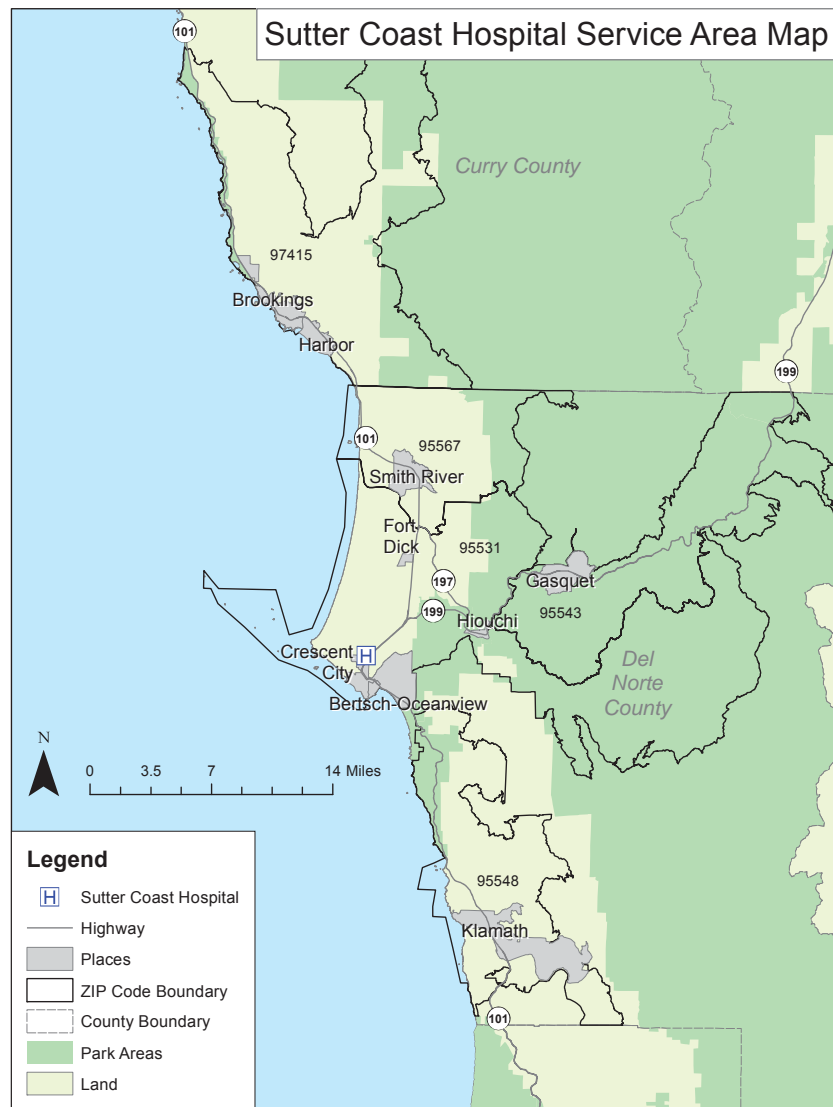 Sutter Coast Hospital Service Area Map
101
Curry County
97415
Brookings
Harbor
199
101
95567
Smith River
Fort
Dick
95531
197
Gasquet
199
95543
Hiouchi
H
Crescent
City
Del
Norte
County
Bertsch-Oceanview
N
0 3.5 7 14 Miles
95548
Klamath
101
Legend
H Sutter Coast Hospital
Highway
Places
ZIP Code Boundary
County Boundary
Park Areas
Land